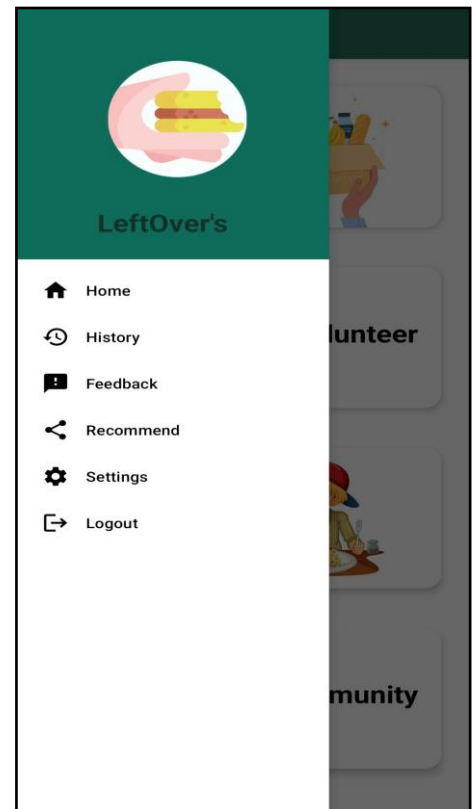 LeftOver's
Home
History
Feedback
Recommend
Settings
Logout
lunteer
munity